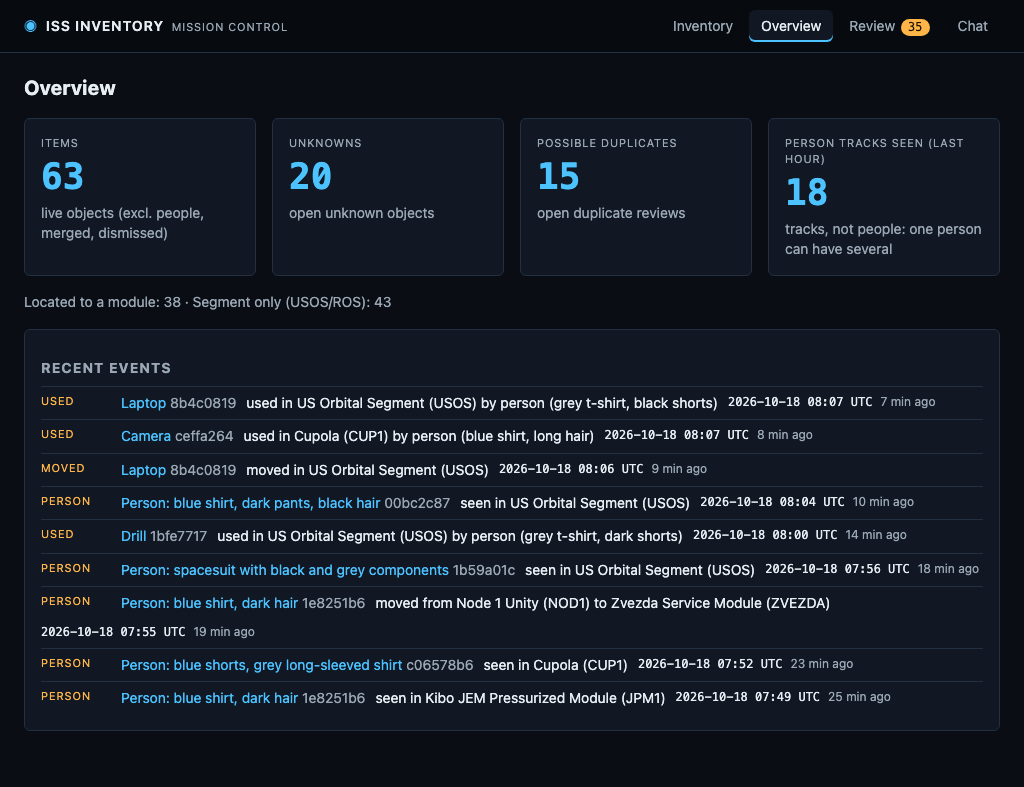 ISS INVENTORY MISSION CONTROL Inventory Overview Review 35 Chat
Overview
ITEMS
63
live objects (excl. people,
merged, dismissed)
UNKNOWNS
20
open unknown objects
POSSIBLE DUPLICATES
15
open duplicate reviews
PERSON TRACKS SEEN (LAST
HOUR)
18
tracks, not people: one person
can have several
Located to a module: 38 · Segment only (USOS/ROS): 43
RECENT EVENTS
USED Laptop 8b4c0819 used in US Orbital Segment (USOS) by person (grey t-shirt, black shorts) 2026-10-18 08:07 UTC 7 min ago
USED Camera ceffa264 used in Cupola (CUP1) by person (blue shirt, long hair) 2026-10-18 08:07 UTC 8 min ago
MOVED Laptop 8b4c0819 moved in US Orbital Segment (USOS) 2026-10-18 08:06 UTC 9 min ago
PERSON Person: blue shirt, dark pants, black hair 00bc2c87 seen in US Orbital Segment (USOS) 2026-10-18 08:04 UTC 10 min ago
USED Drill 1bfe7717 used in US Orbital Segment (USOS) by person (grey t-shirt, dark shorts) 2026-10-18 08:00 UTC 14 min ago
PERSON Person: spacesuit with black and grey components 1b59a01c seen in US Orbital Segment (USOS) 2026-10-18 07:56 UTC 18 min ago
PERSON Person: blue shirt, dark hair 1e8251b6 moved from Node 1 Unity (NOD1) to Zvezda Service Module (ZVEZDA)
2026-10-18 07:55 UTC 19 min ago
PERSON Person: blue shorts, grey long-sleeved shirt c06578b6 seen in Cupola (CUP1) 2026-10-18 07:52 UTC 23 min ago
PERSON Person: blue shirt, dark hair 1e8251b6 seen in Kibo JEM Pressurized Module (JPM1) 2026-10-18 07:49 UTC 25 min ago